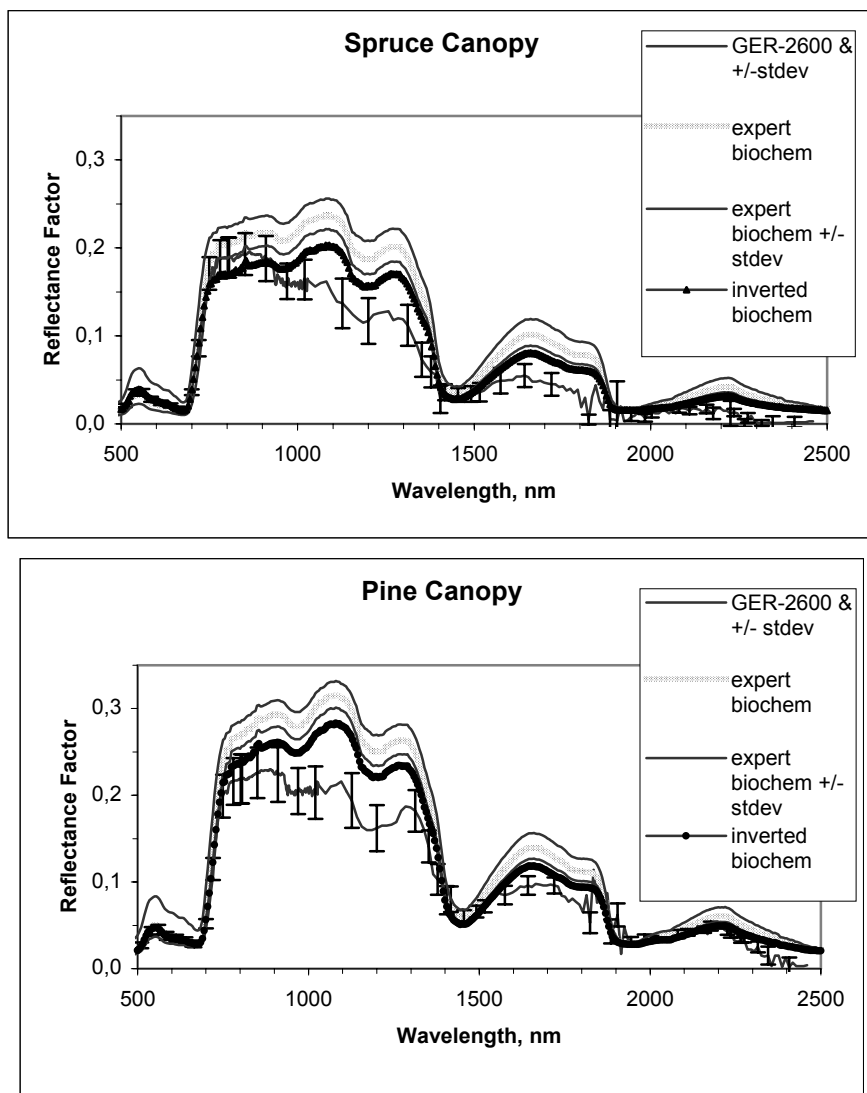 Spruce Canopy
GER-2600 &
+/-stdev
expert
biochem
expert
biochem +/-
stdev
inverted
biochem
Reflectance Factor
0,3
0,2
0,1
0,0
500 1000 1500 2000 2500
Wavelength, nm
Pine Canopy
GER-2600 &
+/- stdev
expert
biochem
expert
biochem +/-
stdev
inverted
biochem
Reflectance Factor
0,3
0,2
0,1
0,0
500 1000 1500 2000 2500
Wavelength, nm